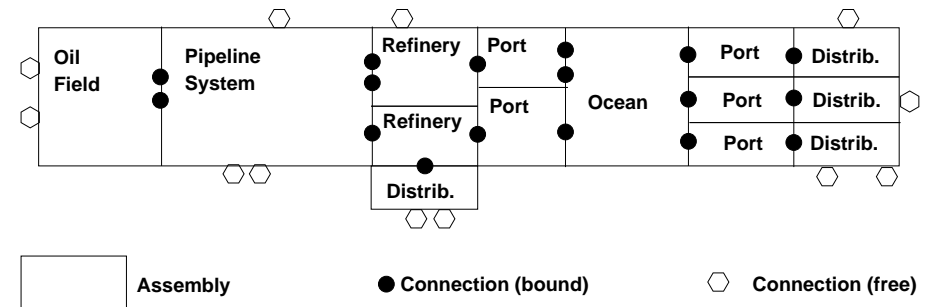 Oil
Field
Pipeline
System
Refinery
Refinery
Distrib.
Port
Port
Ocean
Port
Port
Port
Distrib.
Distrib.
Distrib.
Assembly
Connection (bound)
Connection (free)